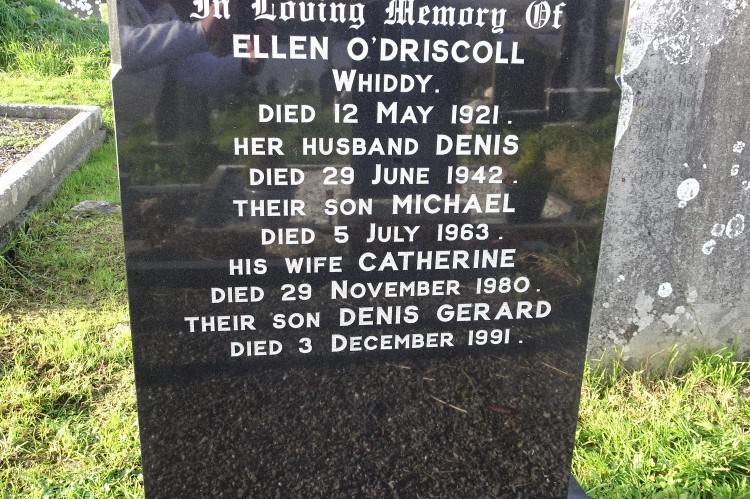 In Loving Memory Of
ELLEN O'DRISCOLL
WHIDDY.
DIED 12 MAY 1921.
HER HUSBAND DENIS
DIED 29 JUNE 1942.
THEIR SON MICHAEL
DIED 5 JULY 1963.
HIS WIFE CATHERINE
DIED 29 NOVEMBER 1980.
THEIR SON DENIS GERARD
DIED 3 DECEMBER 1991.